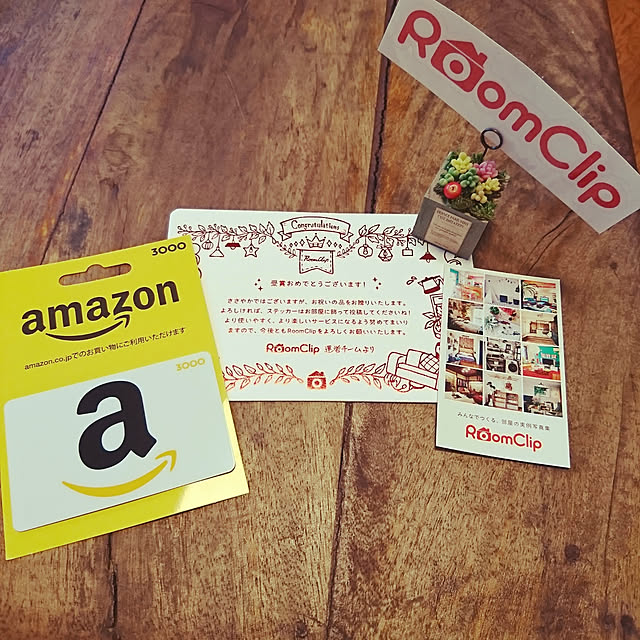 RoomClip
Congratulations
RoomClip
受賞おめでとうございます！
ささやかではございますが、お祝いの品をお贈りいたします。
よろしければ、ステッカーはお部屋に飾って投稿してくださいね！
より使いやすく、より楽しいサービスになるよう努めてまいり
ますので、今後ともRoomClipをよろしくお願いいたします。
RoomClip 運営チームより
3000
amazon
amazon.co.jpでのお買い物にご利用いただけます
3000
a
みんなでつくる、部屋の実例写真集
RoomClip